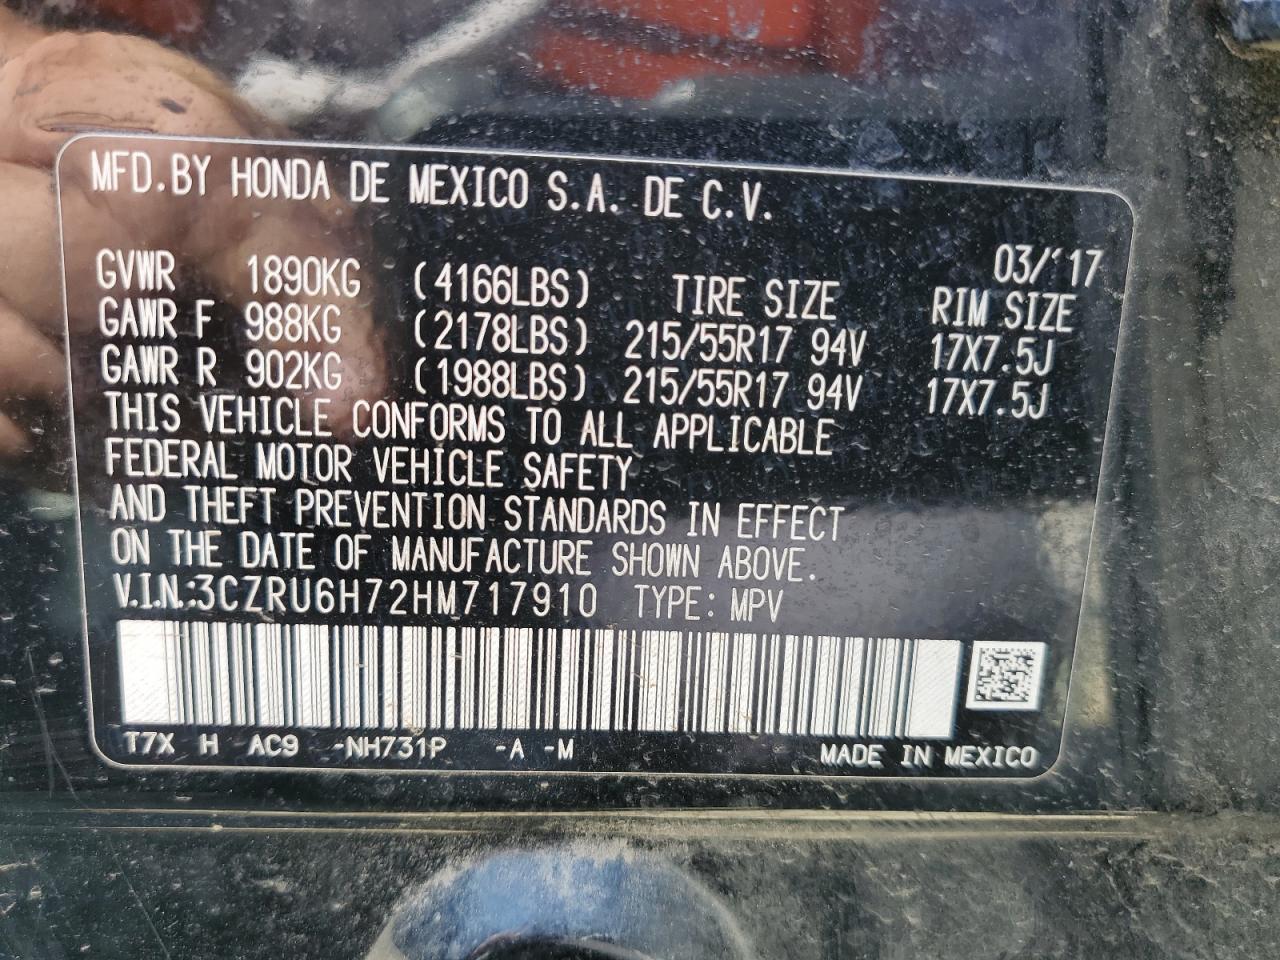 MFD.BY HONDA DE MEXICO S.A. DE C.V.
03/'17
GVWR 1890KG (4166LBS) TIRE SIZE RIM SIZE
GAWR F 988KG (2178LBS) 215/55R17 94V 17X7.5J
GAWR R 902KG (1988LBS) 215/55R17 94V 17X7.5J
THIS VEHICLE CONFORMS TO ALL APPLICABLE
FEDERAL MOTOR VEHICLE SAFETY
AND THEFT PREVENTION STANDARDS IN EFFECT
ON THE DATE OF MANUFACTURE SHOWN ABOVE.
V.I.N.:3CZRU6H72HM717910 TYPE: MPV
T7X H AC9 -NH731P -A -M MADE IN MEXICO